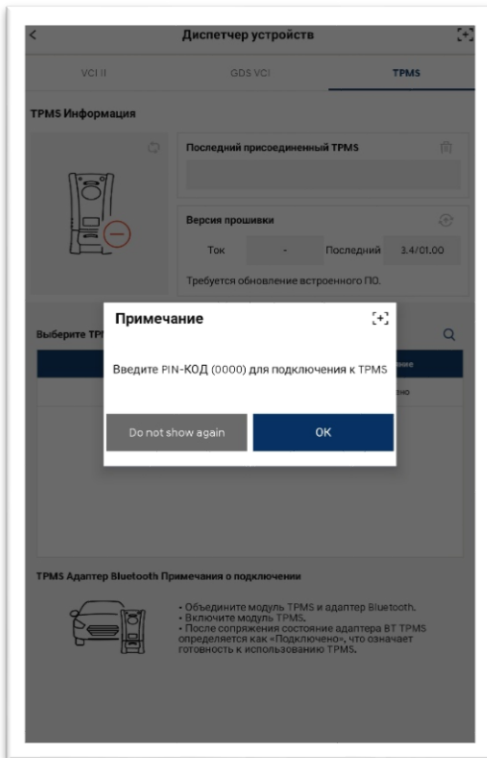 Диспетчер устройств
VCI II
GDS VCI
TPMS
TPMS Информация
Последний присоединенный TPMS
Версия прошивки
Ток
-
Последний
3.4/01.00
Требуется обновление встроенного ПО.
Примечание
Введите PIN-КОД (0000) для подключения к TPMS
Do not show again
ОК
Выберите
TPMS Адаптер Bluetooth Примечания о подключении
• Объедините модуль TPMS и адаптер Bluetooth.
• Включите модуль TPMS.
• После сопряжения состояние адаптера BT TPMS
определяется как «Подключено», что означает
готовность к использованию TPMS.